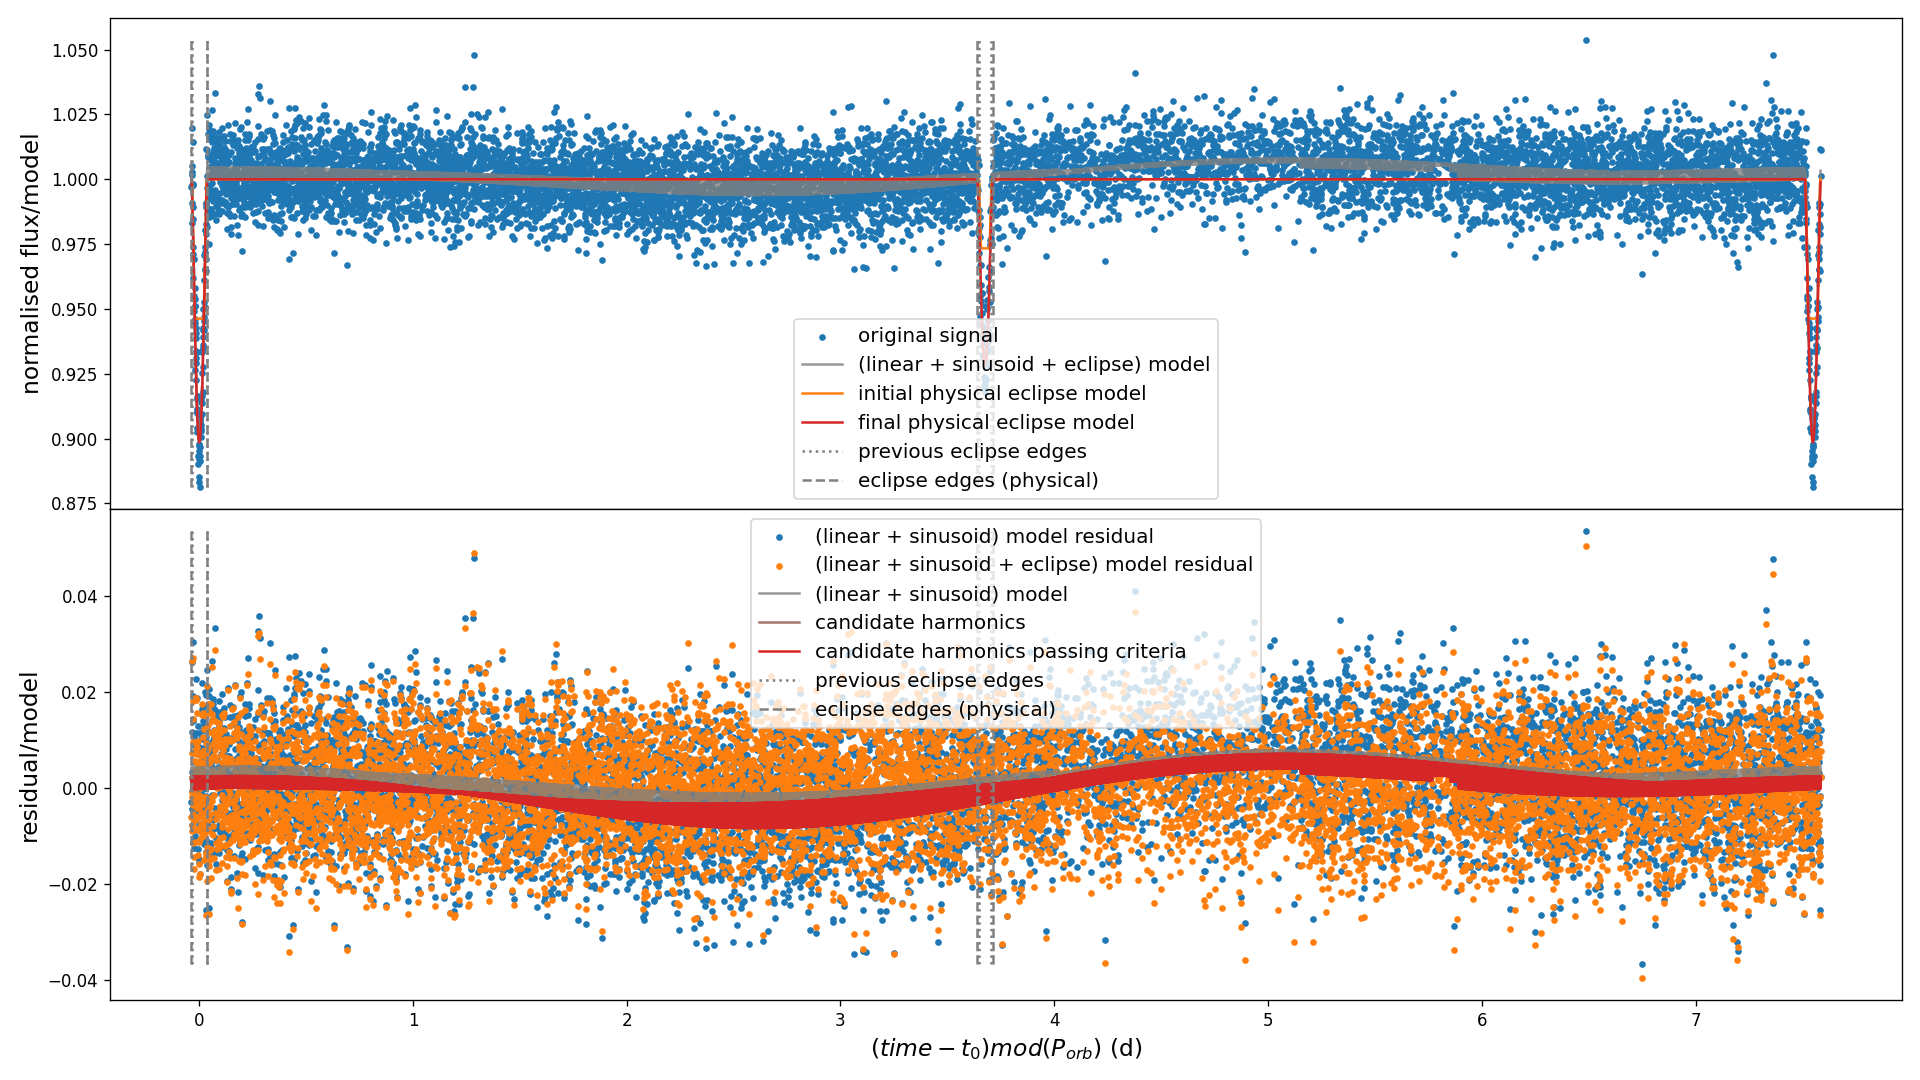 normalised flux/model
1.050
1.025
1.000
0.975
0.950
0.925
0.900
0.875
original signal
(linear + sinusoid + eclipse) model
initial physical eclipse model
final physical eclipse model
previous eclipse edges
eclipse edges (physical)
residual/model
0.04
0.02
0.00
−0.02
−0.04
(linear + sinusoid) model residual
(linear + sinusoid + eclipse) model residual
(linear + sinusoid) model
candidate harmonics
candidate harmonics passing criteria
previous eclipse edges
eclipse edges (physical)
0 1 2 3 4 5 6 7
(time − t₀)mod(P_orb) (d)